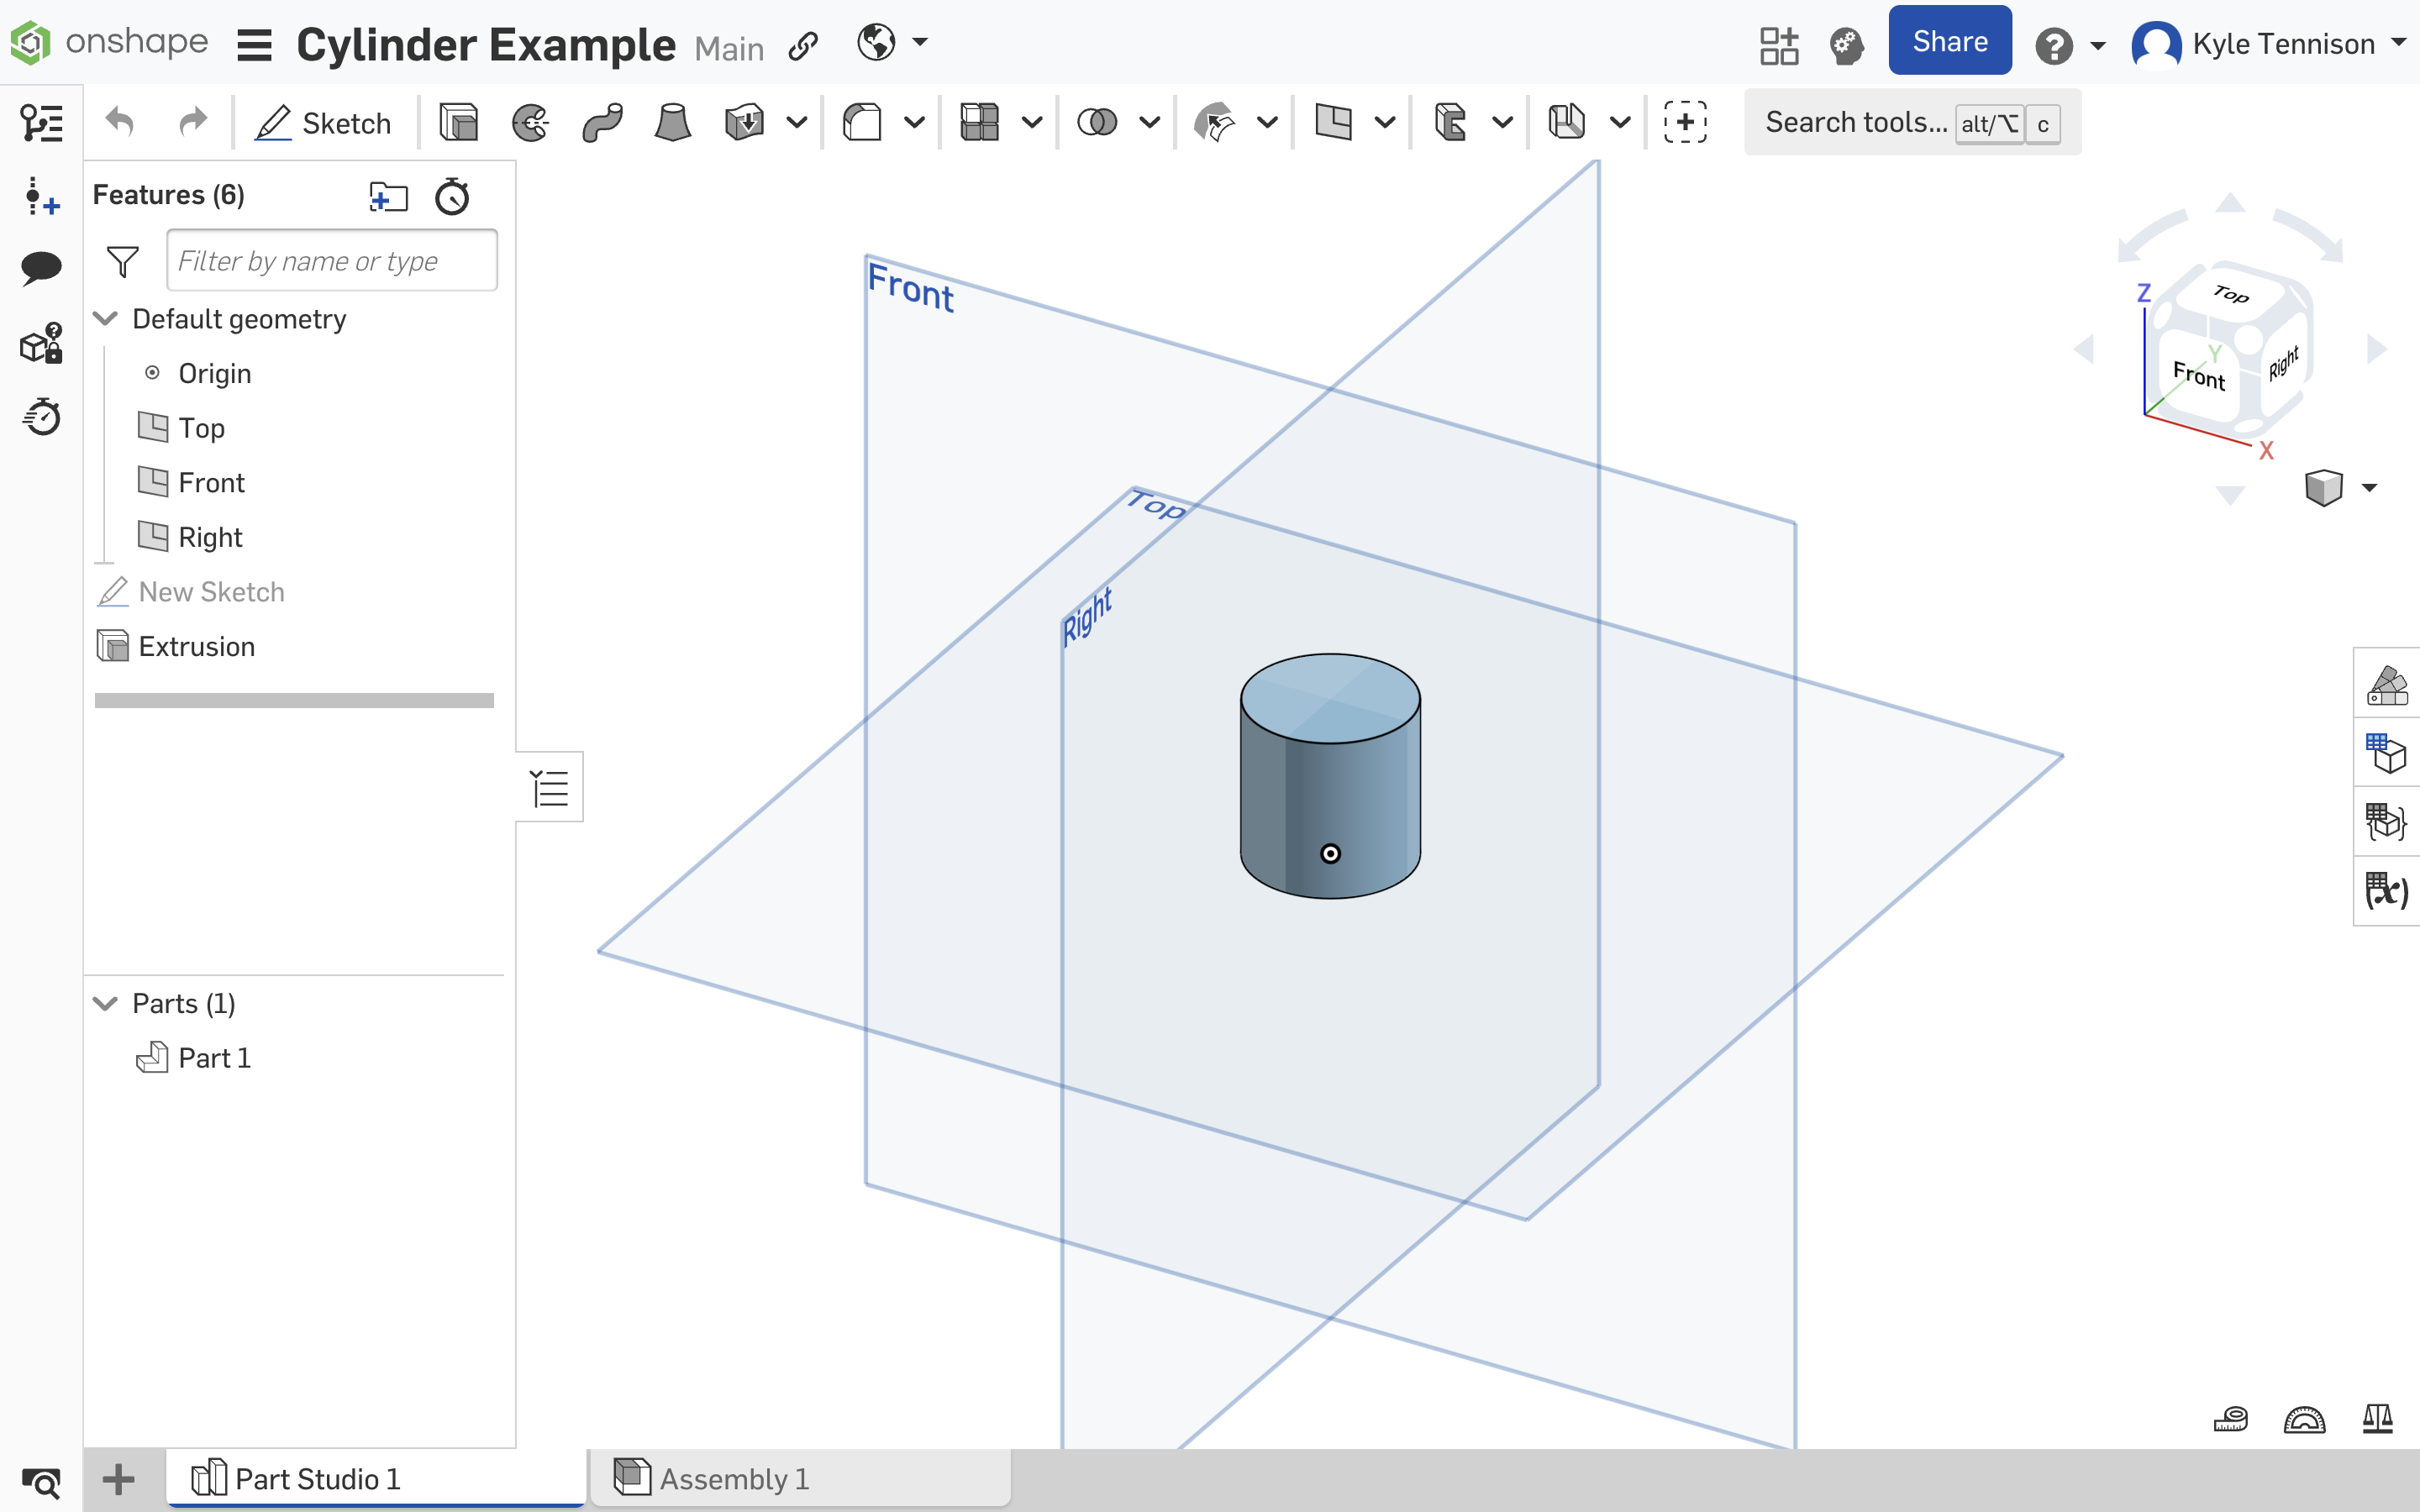 onshape Cylinder Example Main Share Kyle Tennison
Sketch Search tools... alt/⌥ c
Features (6)
Filter by name or type
Default geometry
Origin
Top
Front
Right
New Sketch
Extrusion
Parts (1)
Part 1
Front
Top
Right
Z
Top
Y
Front
Right
X
(x)
Part Studio 1
Assembly 1